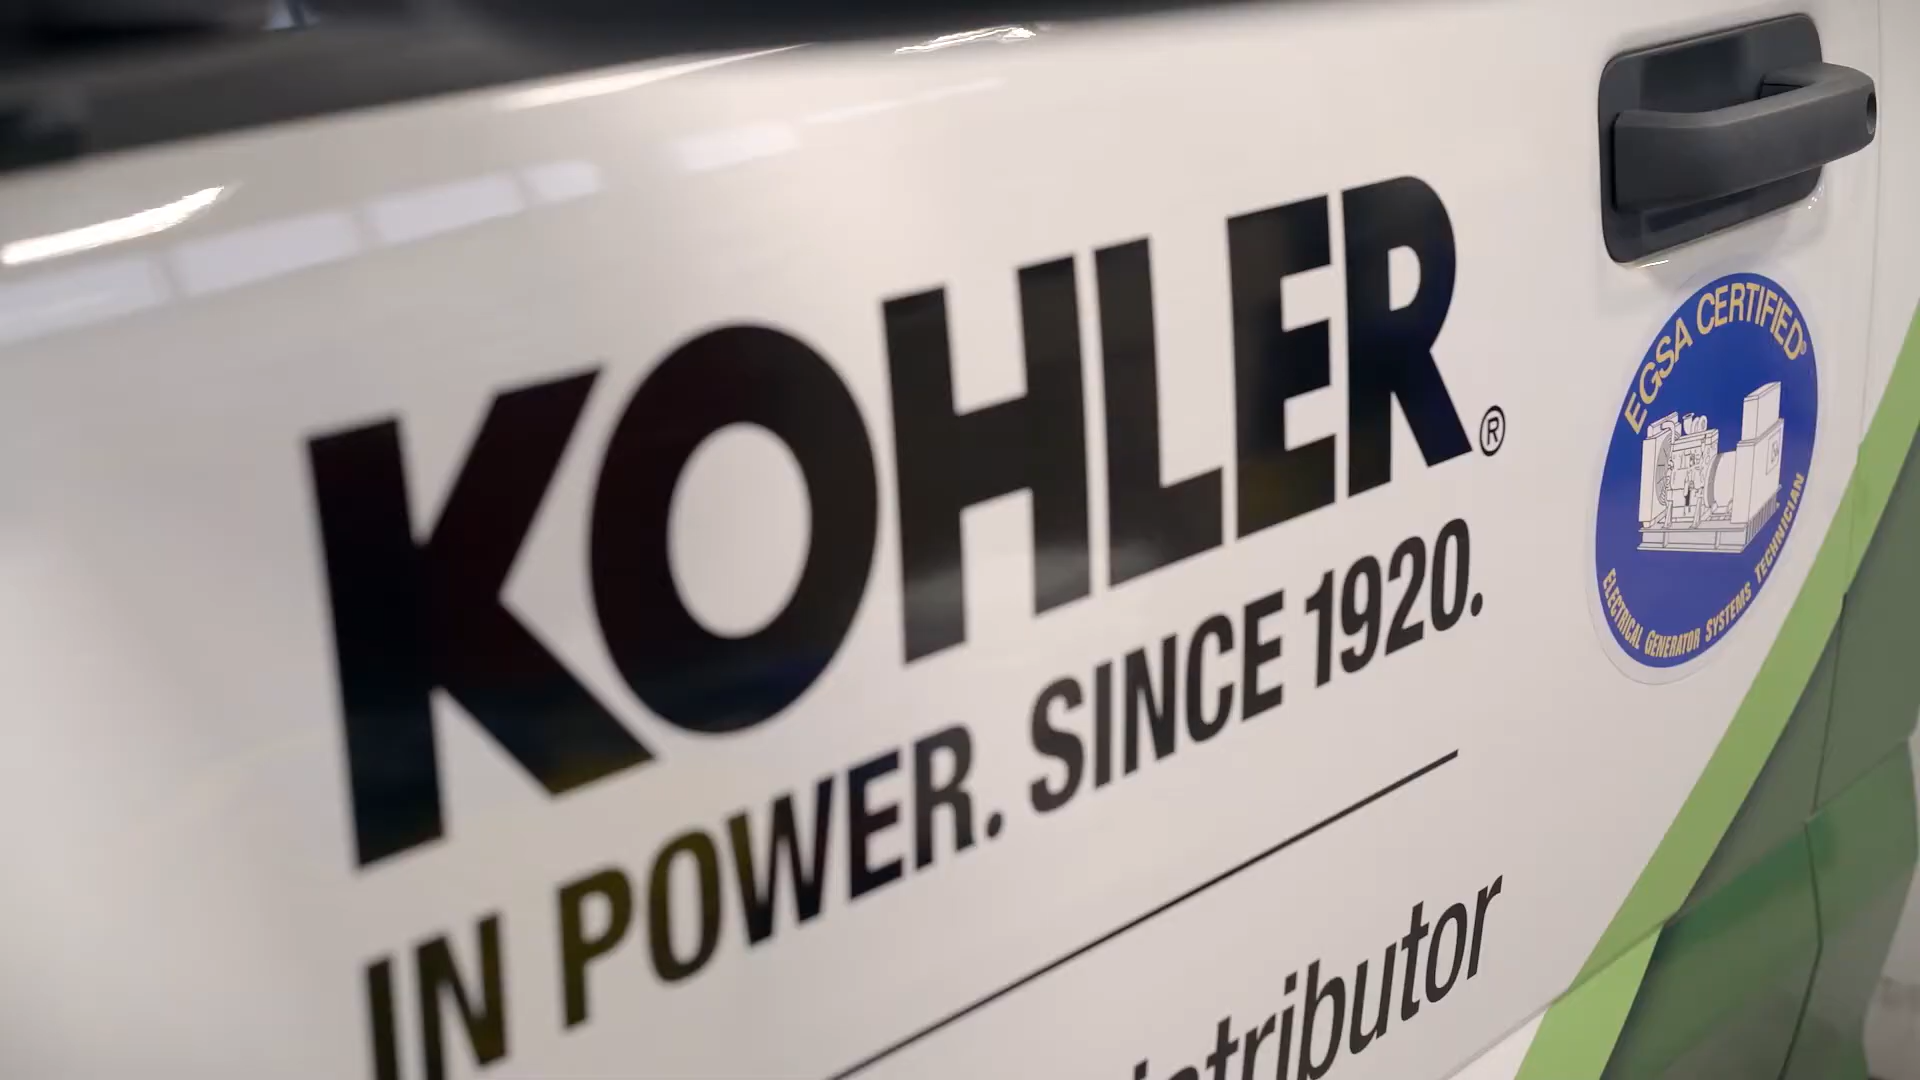 KOHLER®
IN POWER. SINCE 1920.
EGSA CERTIFIED®
ELECTRICAL GENERATOR SYSTEMS TECHNICIAN